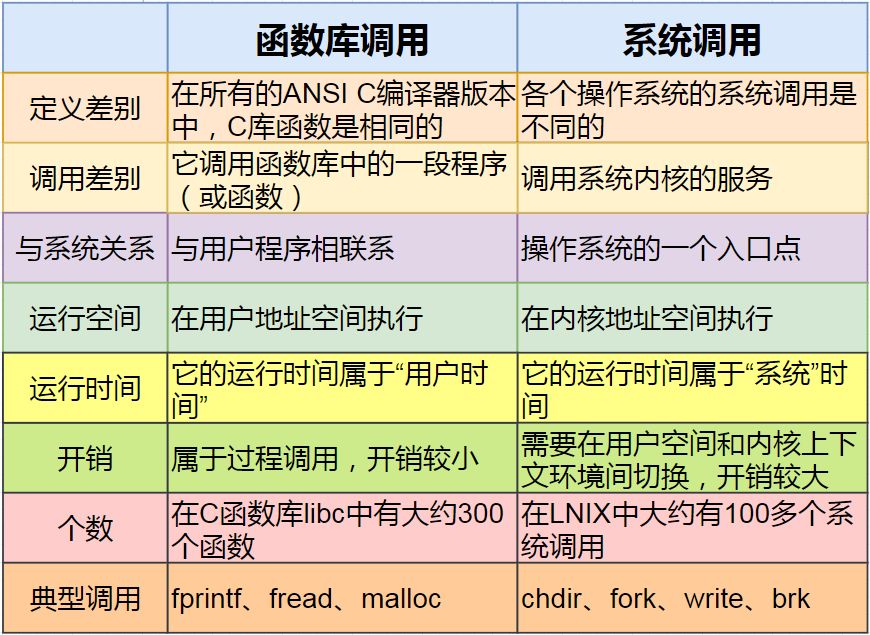 函数库调用 系统调用
定义差别 在所有的ANSI C编译器版本中，C库函数是相同的 各个操作系统的系统调用是不同的
调用差别 它调用函数库中的一段程序（或函数） 调用系统内核的服务
与系统关系 与用户程序相联系 操作系统的一个入口点
运行空间 在用户地址空间执行 在内核地址空间执行
运行时间 它的运行时间属于“用户时间” 它的运行时间属于“系统”时间
开销 属于过程调用，开销较小 需要在用户空间和内核上下文环境间切换，开销较大
个数 在C函数库libc中有大约300个函数 在LNIX中大约有100多个系统调用
典型调用 fprintf、fread、malloc chdir、fork、write、brk